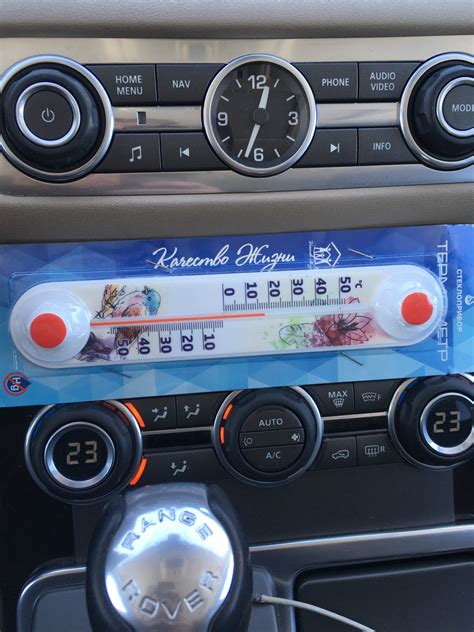 HOME
MENU
NAV
PHONE
AUDIO
VIDEO
MODE
INFO
12
3
6
9
Качество Жизни
ТЕРМОМЕТР
СТЕКЛОПРИБОР
0 10 20 30 40 50 °C
50 40 30 20 10
Hg
23
AUTO
A/C
MAX
F
R
23
RANGE
ROVER